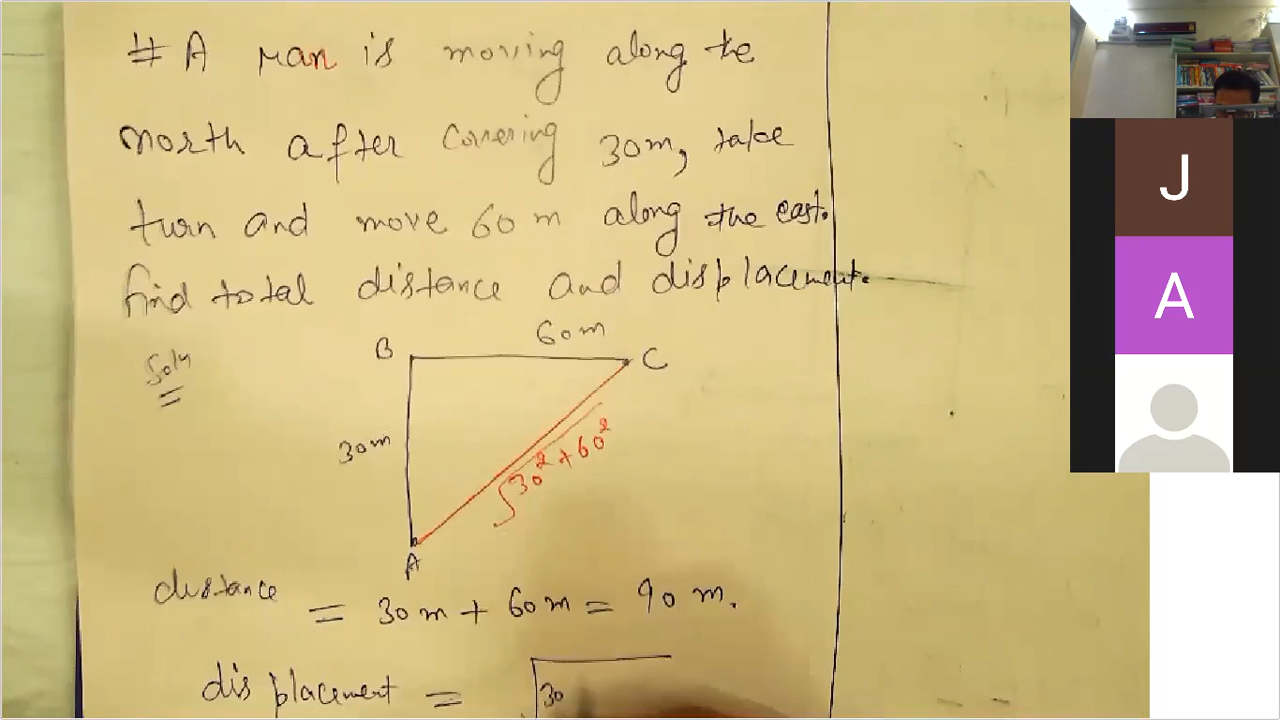 # A man is moving along the
north after covering 30m, take
turn and move 60 m along the east.
find total distance and displacement.
Soln
B
60m
C
30m
√30²+60²
A
distance = 30m + 60m = 90 m.
displacement = √30
J
A